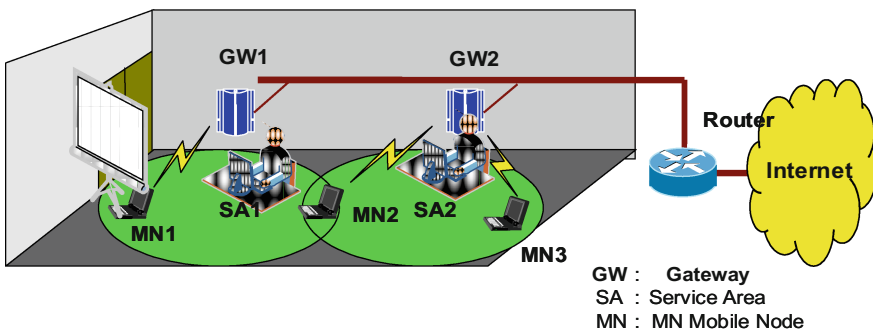 GW1
GW2
Router
Internet
SA1
MN2
SA2
MN1
MN3
GW : Gateway
SA : Service Area
MN : MN Mobile Node